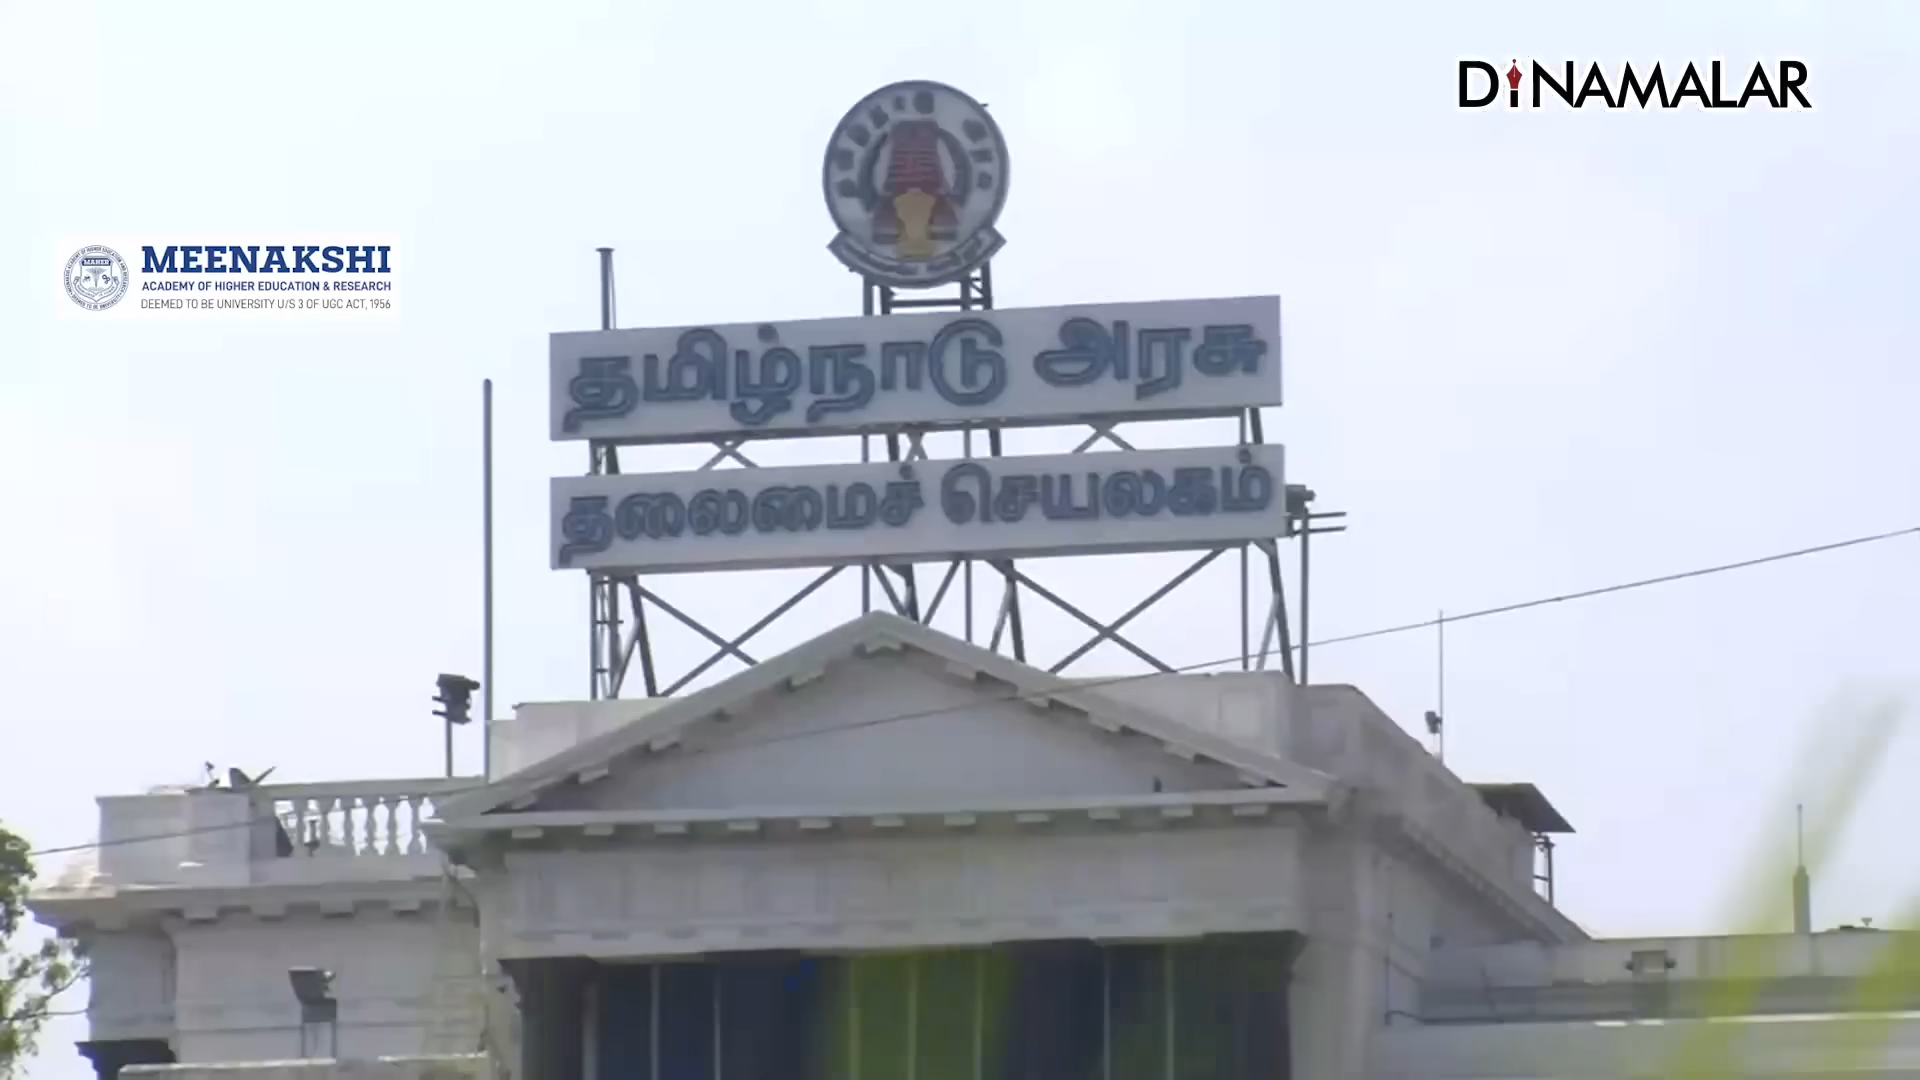 DINAMALAR
MEENAKSHI
ACADEMY OF HIGHER EDUCATION & RESEARCH
DEEMED TO BE UNIVERSITY U/S 3 OF UGC ACT, 1956
MAHER
தமிழ்நாடு அரசு
தலைமைச் செயலகம்